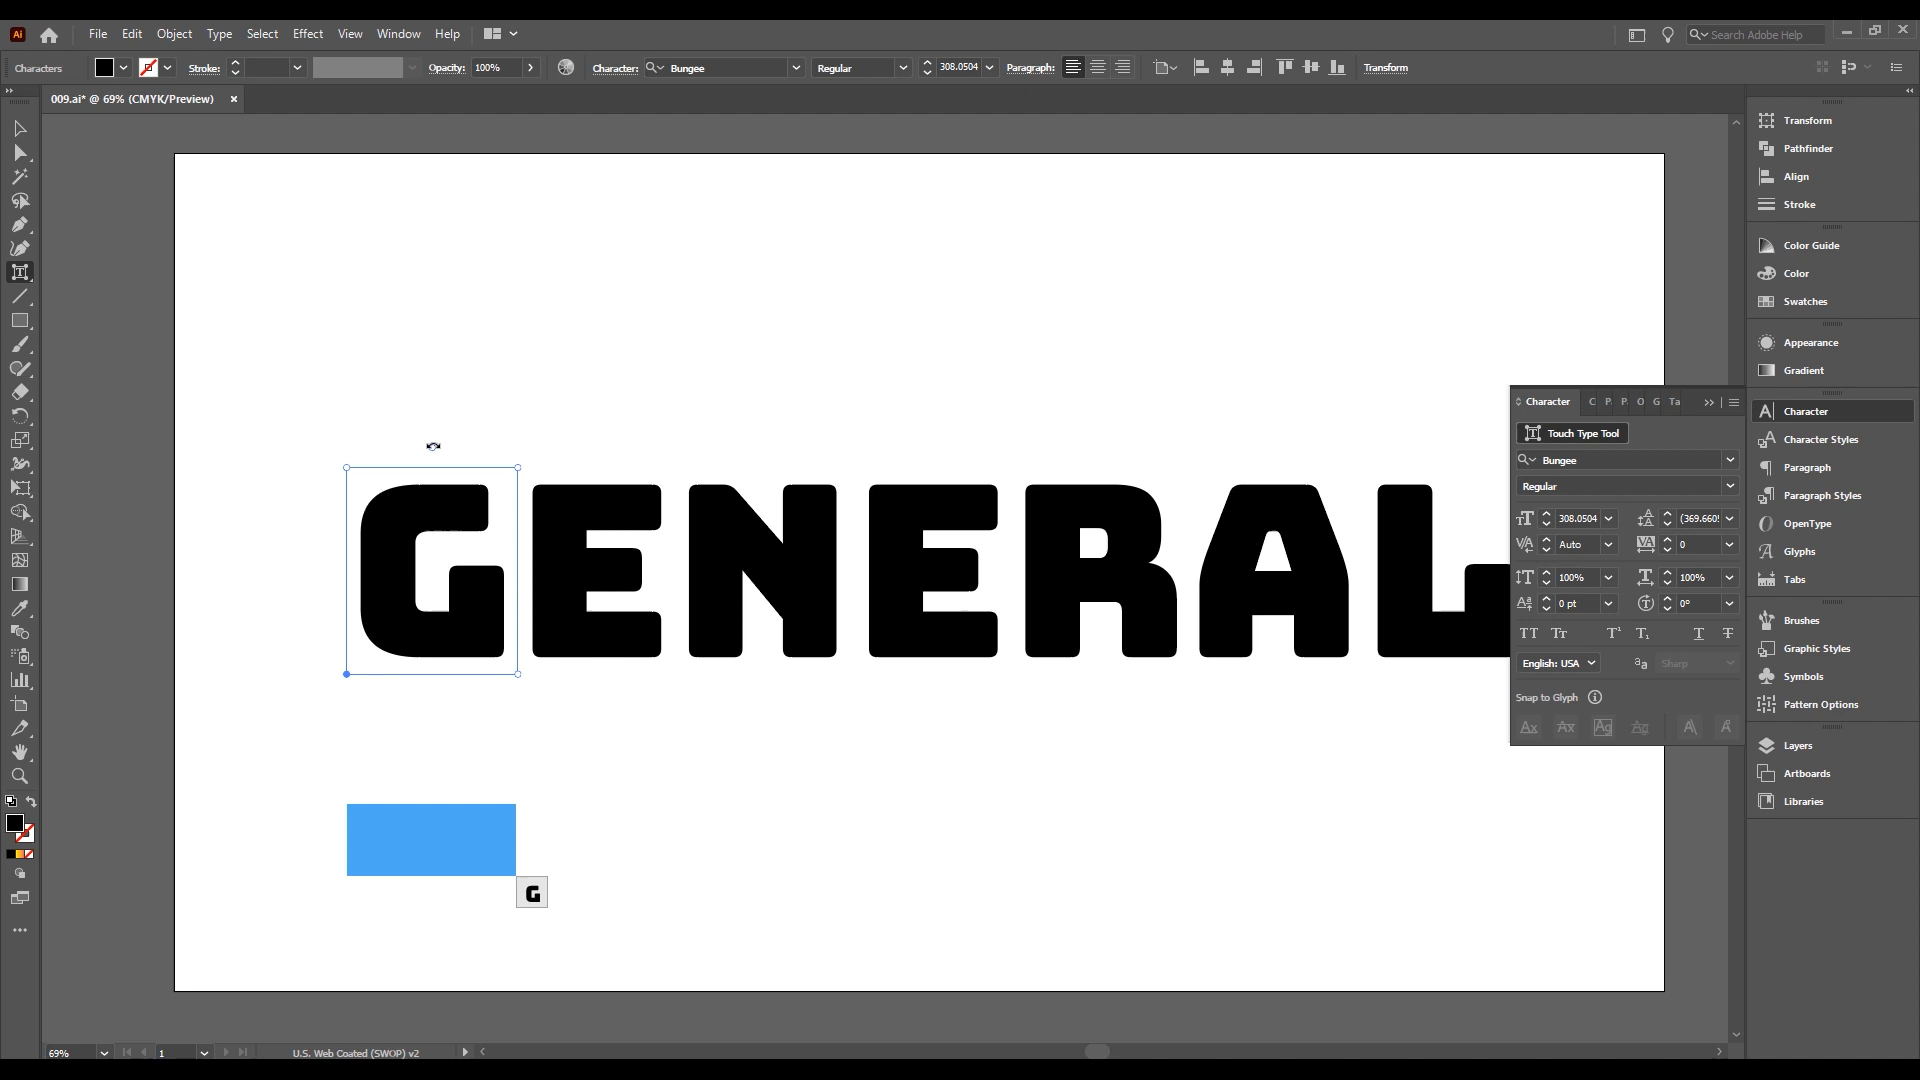 Ai File Edit Object Type Select Effect View Window Help Search Adobe Help
Characters Stroke: Opacity: 100% Character: Bungee Regular 308.0504 Paragraph: Transform
009.ai* @ 69% (CMYK/Preview) ×
GENERAL
G
Character C P P O G Ta
Touch Type Tool
Bungee
Regular
308.0504 (369.660
Auto 0
100% 100%
0 pt 0°
English: USA Sharp
Snap to Glyph
Transform
Pathfinder
Align
Stroke
Color Guide
Color
Swatches
Appearance
Gradient
Character
Character Styles
Paragraph
Paragraph Styles
OpenType
Glyphs
Tabs
Brushes
Graphic Styles
Symbols
Pattern Options
Layers
Artboards
Libraries
69% 1 U.S. Web Coated (SWOP) v2